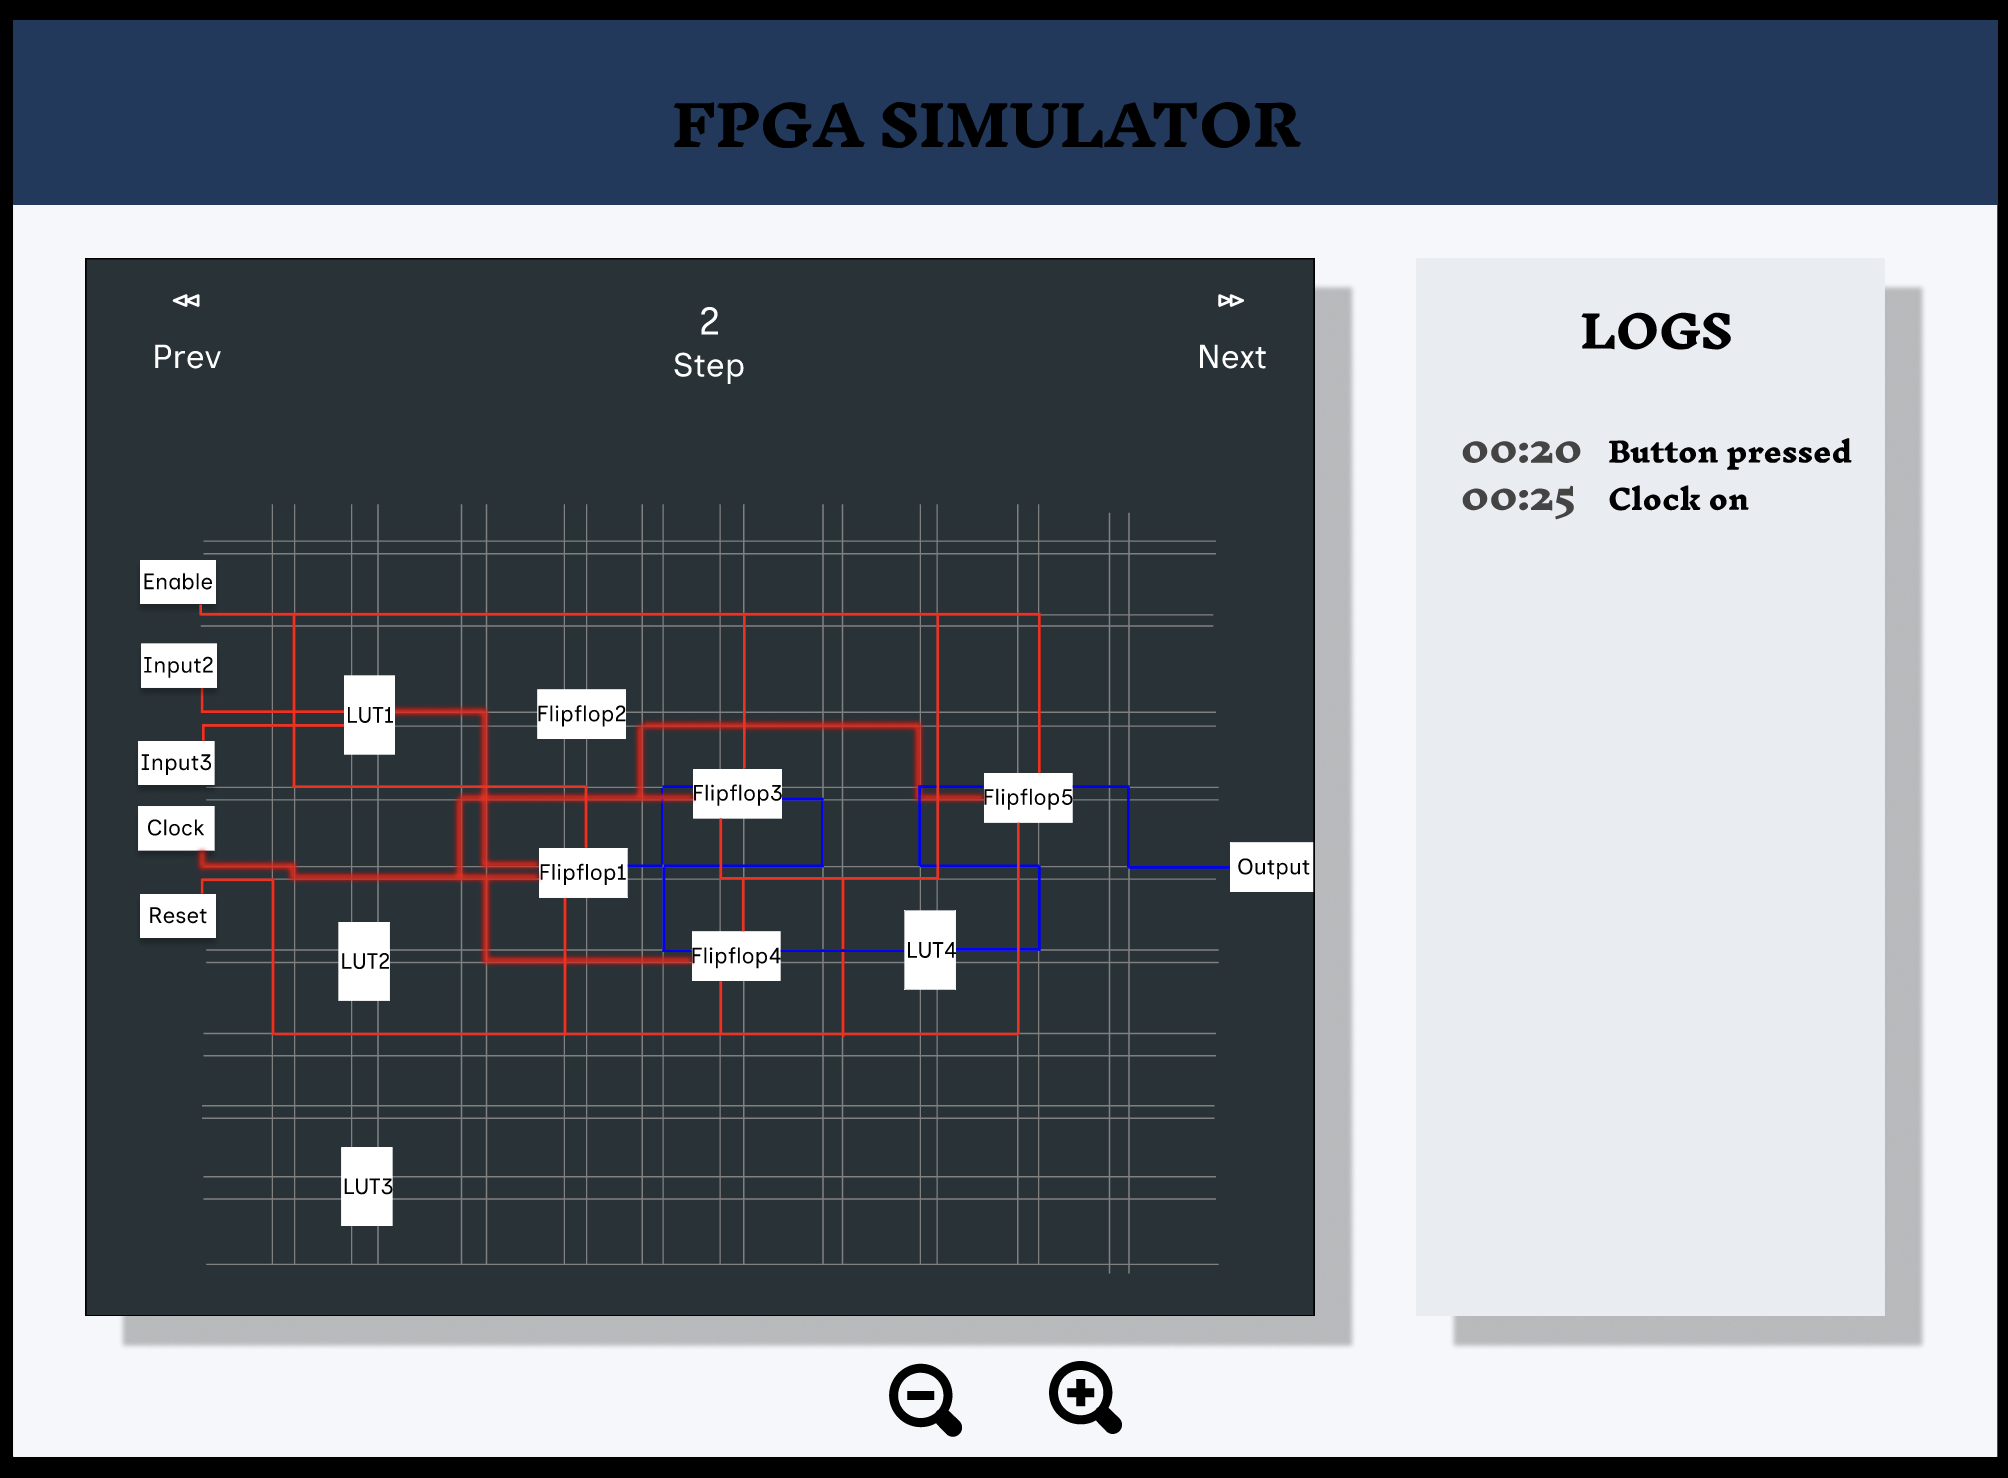 FPGA SIMULATOR
Prev
2
Step
Next
Enable
Input2
Input3
Clock
Reset
LUT1
LUT2
LUT3
Flipflop2
Flipflop1
Flipflop3
Flipflop4
LUT4
Flipflop5
Output
LOGS
00:20 Button pressed
00:25 Clock on